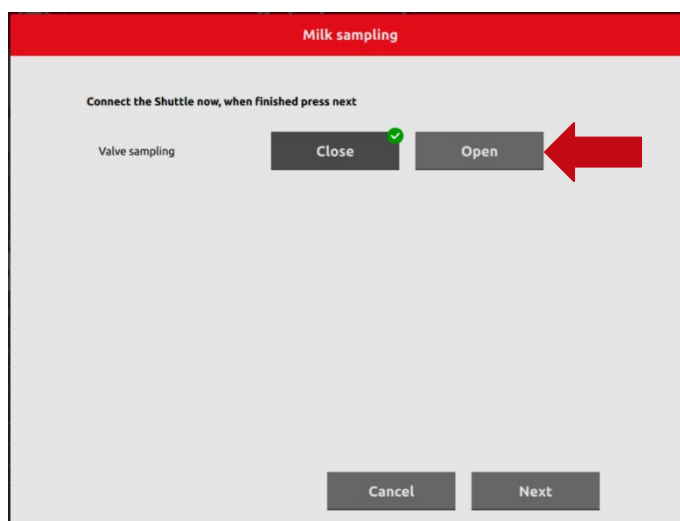 Milk sampling
Connect the Shuttle now, when finished press next
Valve sampling Close Open
Cancel Next